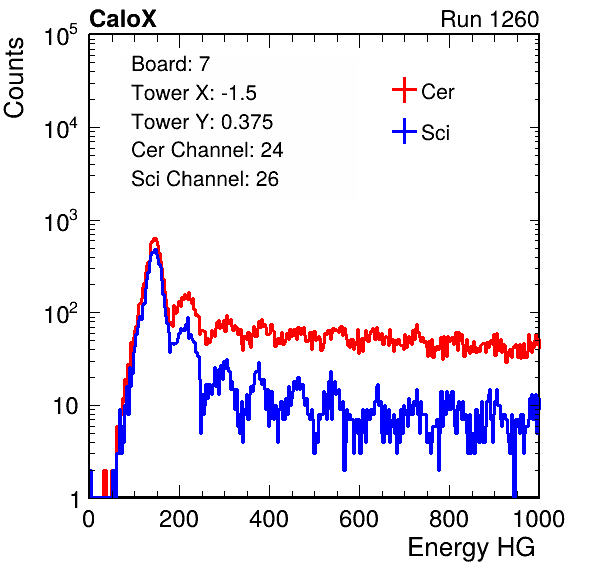 CaloX Run 1260
Board: 7
Tower X: -1.5
Tower Y: 0.375
Cer Channel: 24
Sci Channel: 26
Cer
Sci
Counts
10^5
10^4
10^3
10^2
10
1
0 200 400 600 800 1000
Energy HG